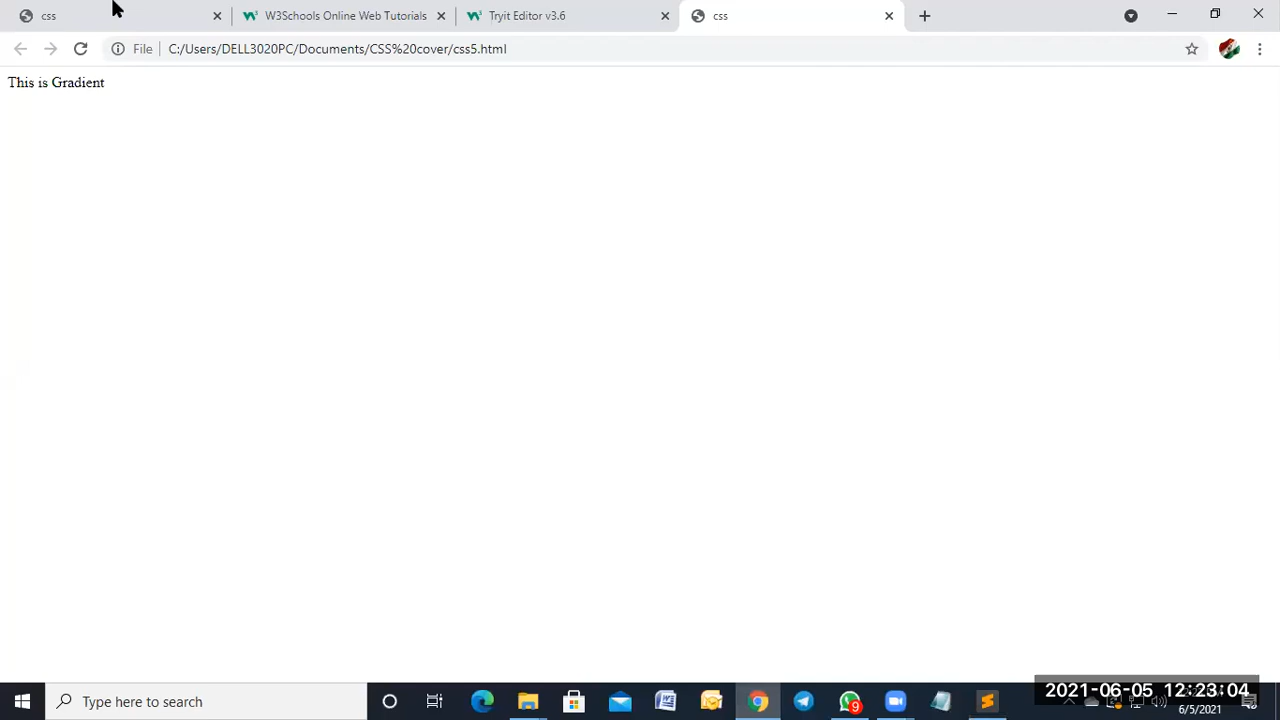 css
W3Schools Online Web Tutorials
Tryit Editor v3.6
css
File
C:/Users/DELL3020PC/Documents/CSS%20cover/css5.html
This is Gradient
Type here to search
9
2021-06-05 12:23:04
6/5/2021